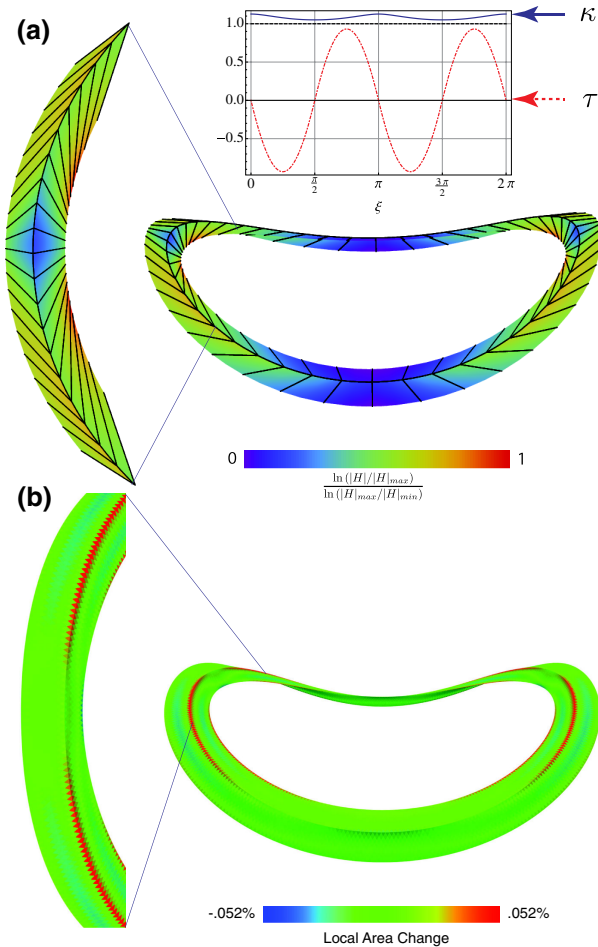 (a)
1.0
0.5
0.0
−0.5
κ
τ
0
π/2
π
3π/2
2π
ξ
0
1
ln (|H|/|H|max)
ln (|H|max/|H|min)
(b)
-.052%
.052%
Local Area Change